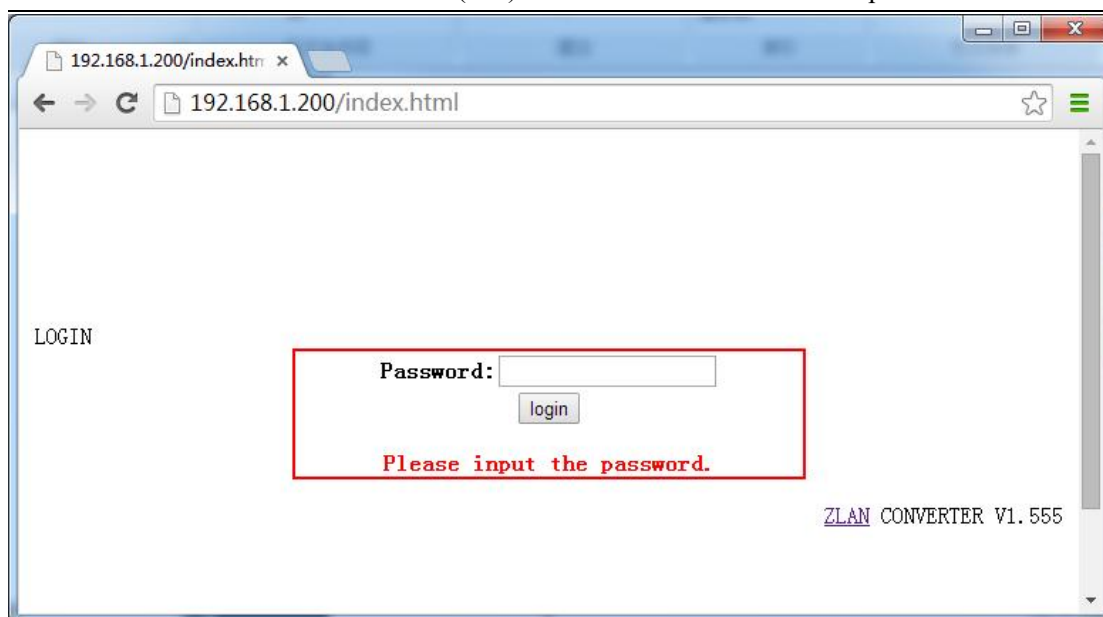 192.168.1.200/index.htm
192.168.1.200/index.html
LOGIN
Password:
login
Please input the password.
ZLAN CONVERTER V1.555